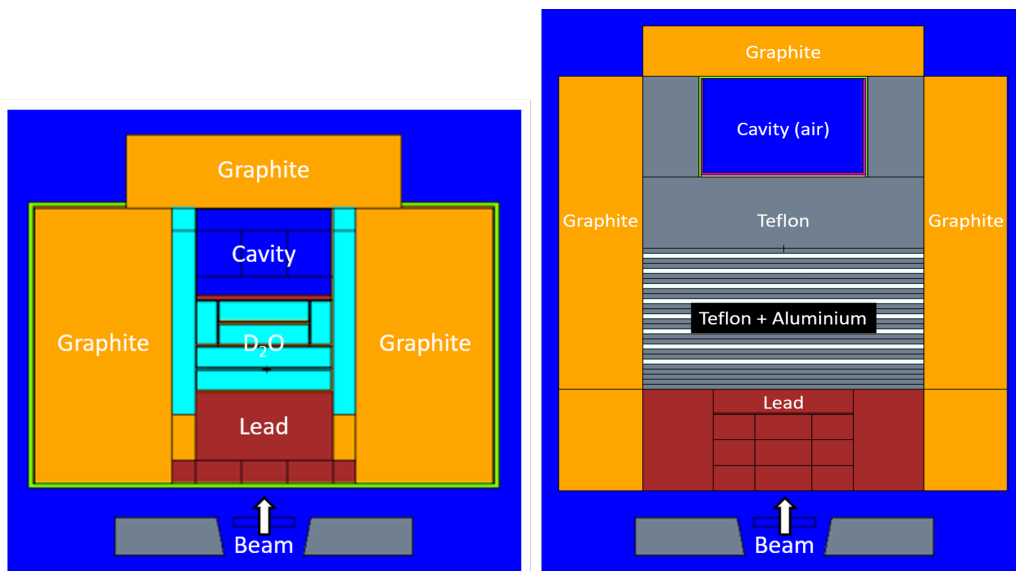 Graphite
Cavity
Graphite
Graphite
D₂O
Lead
Beam
Graphite
Cavity (air)
Graphite
Teflon
Graphite
Teflon + Aluminium
Lead
Beam